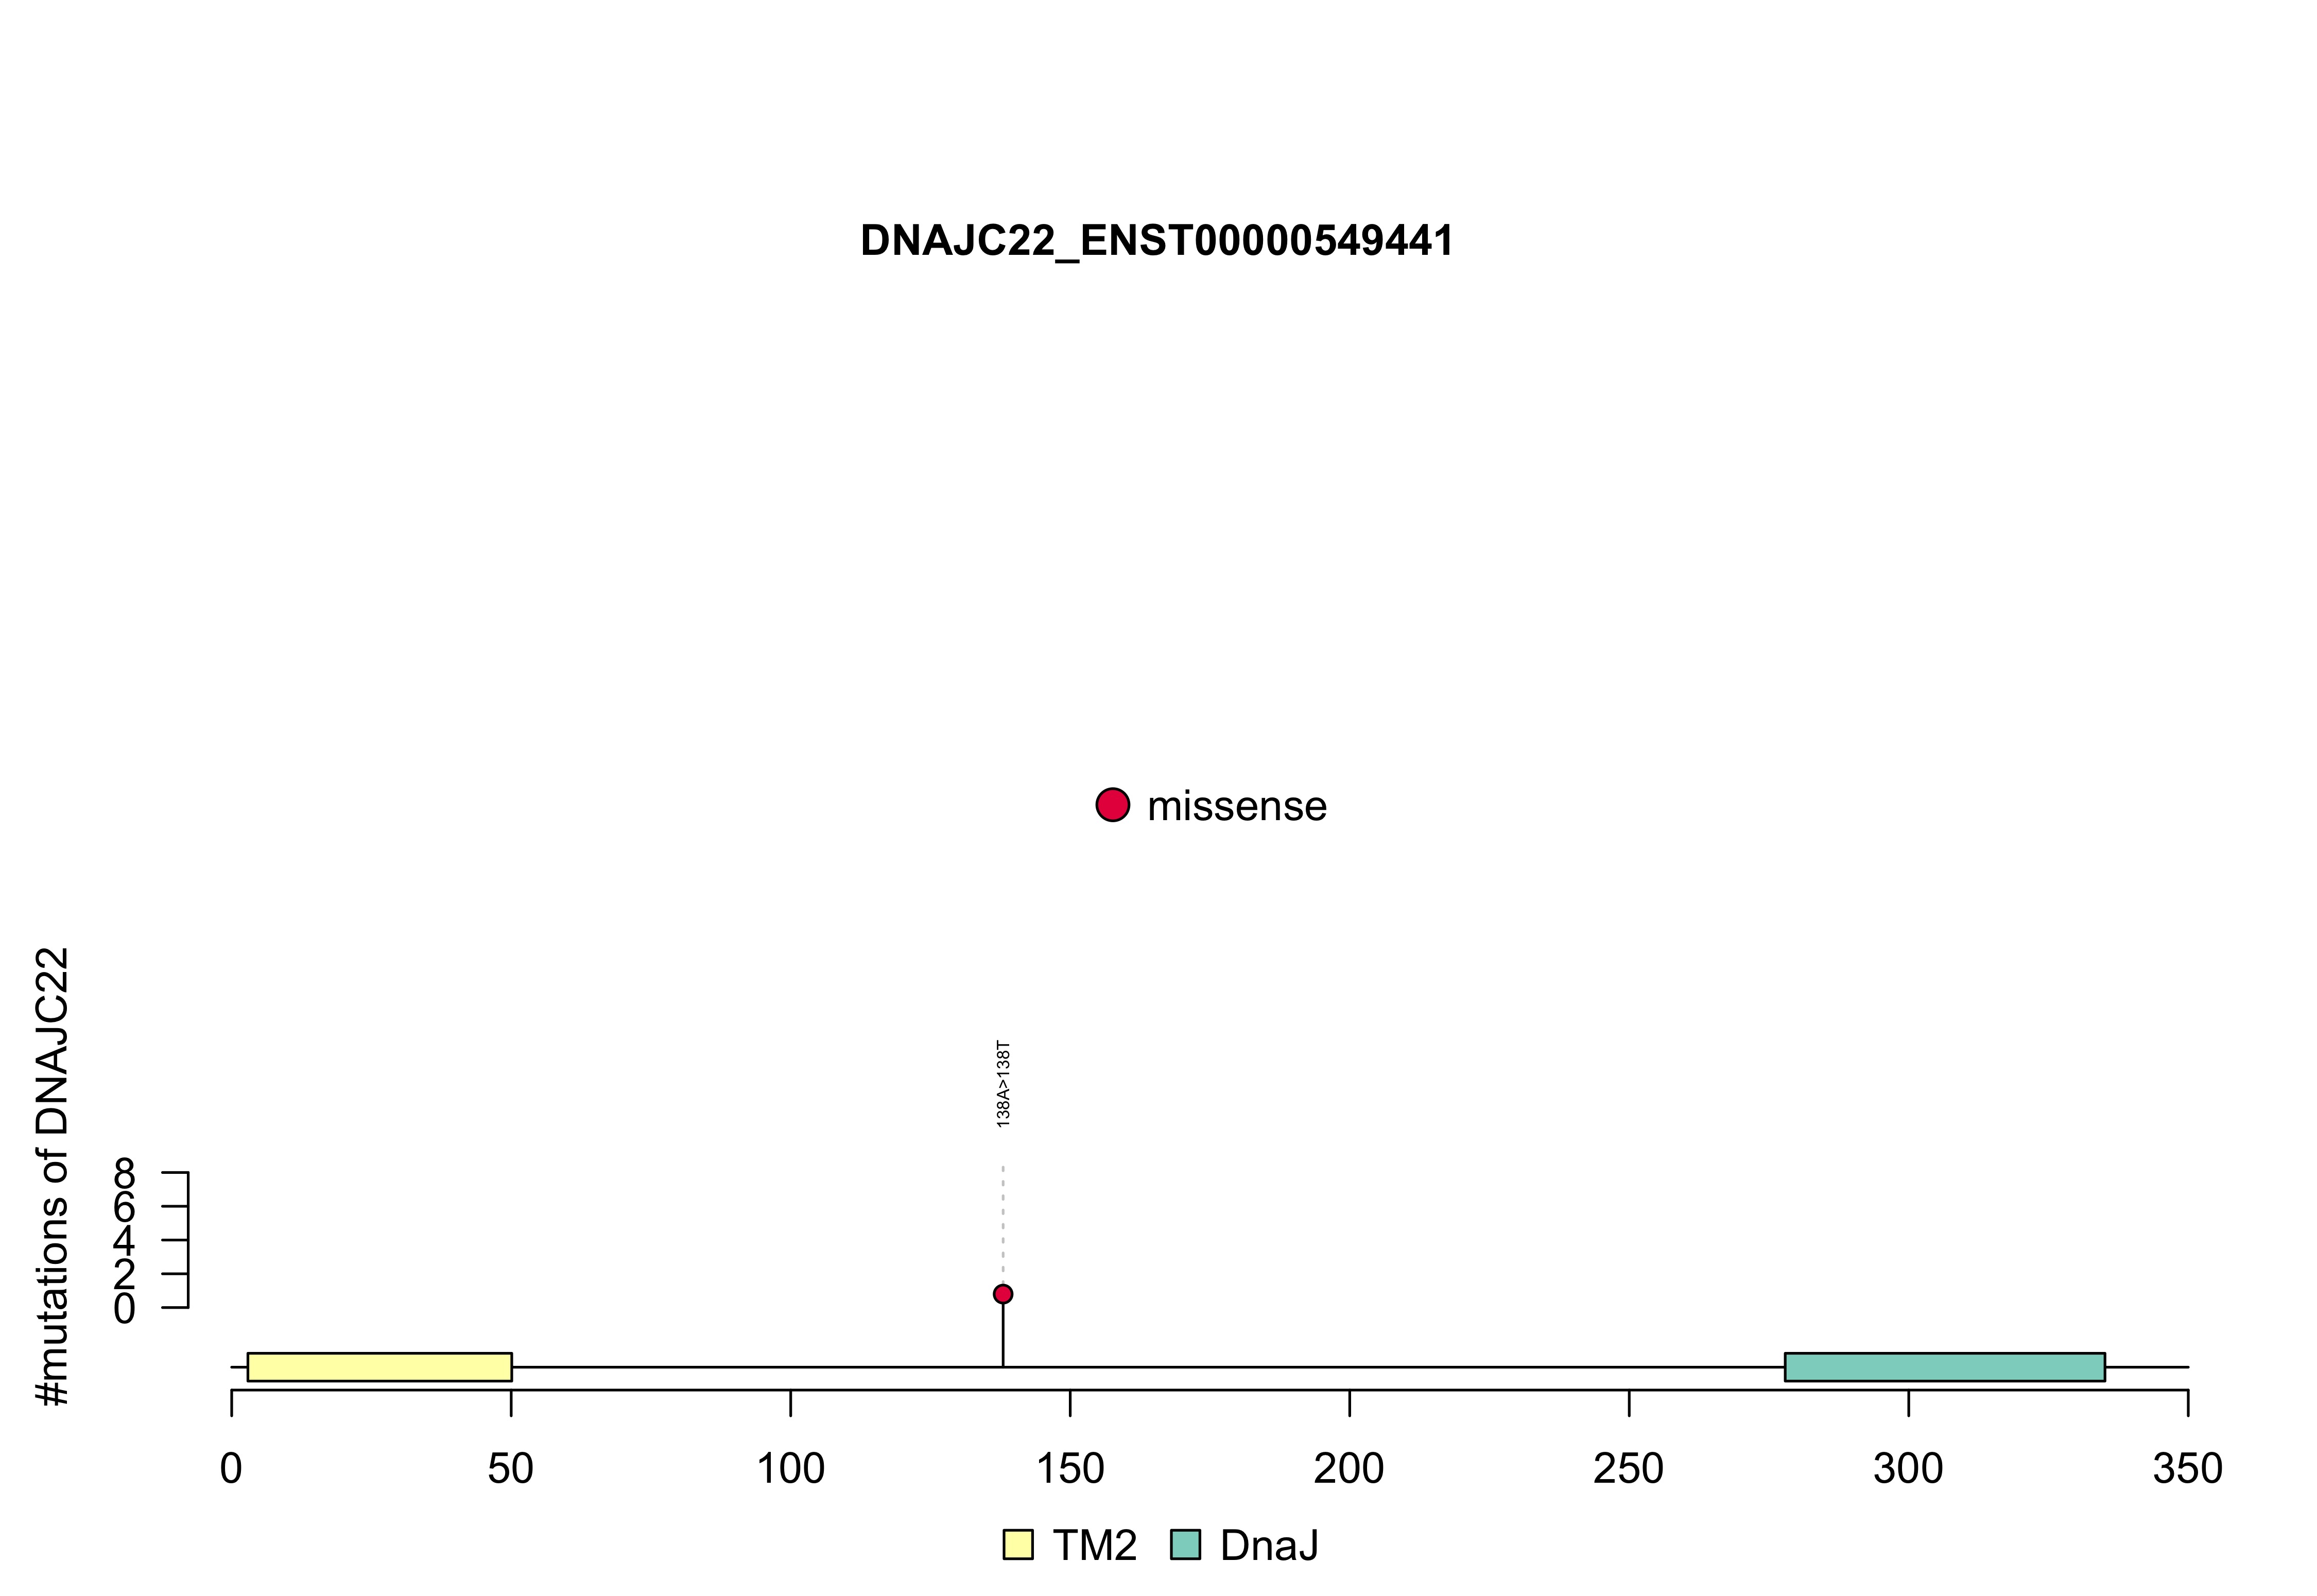 DNAJC22_ENST00000549441
missense
#mutations of DNAJC22
138A>138T
8
6
4
2
0
0 50 100 150 200 250 300 350
TM2 DnaJ